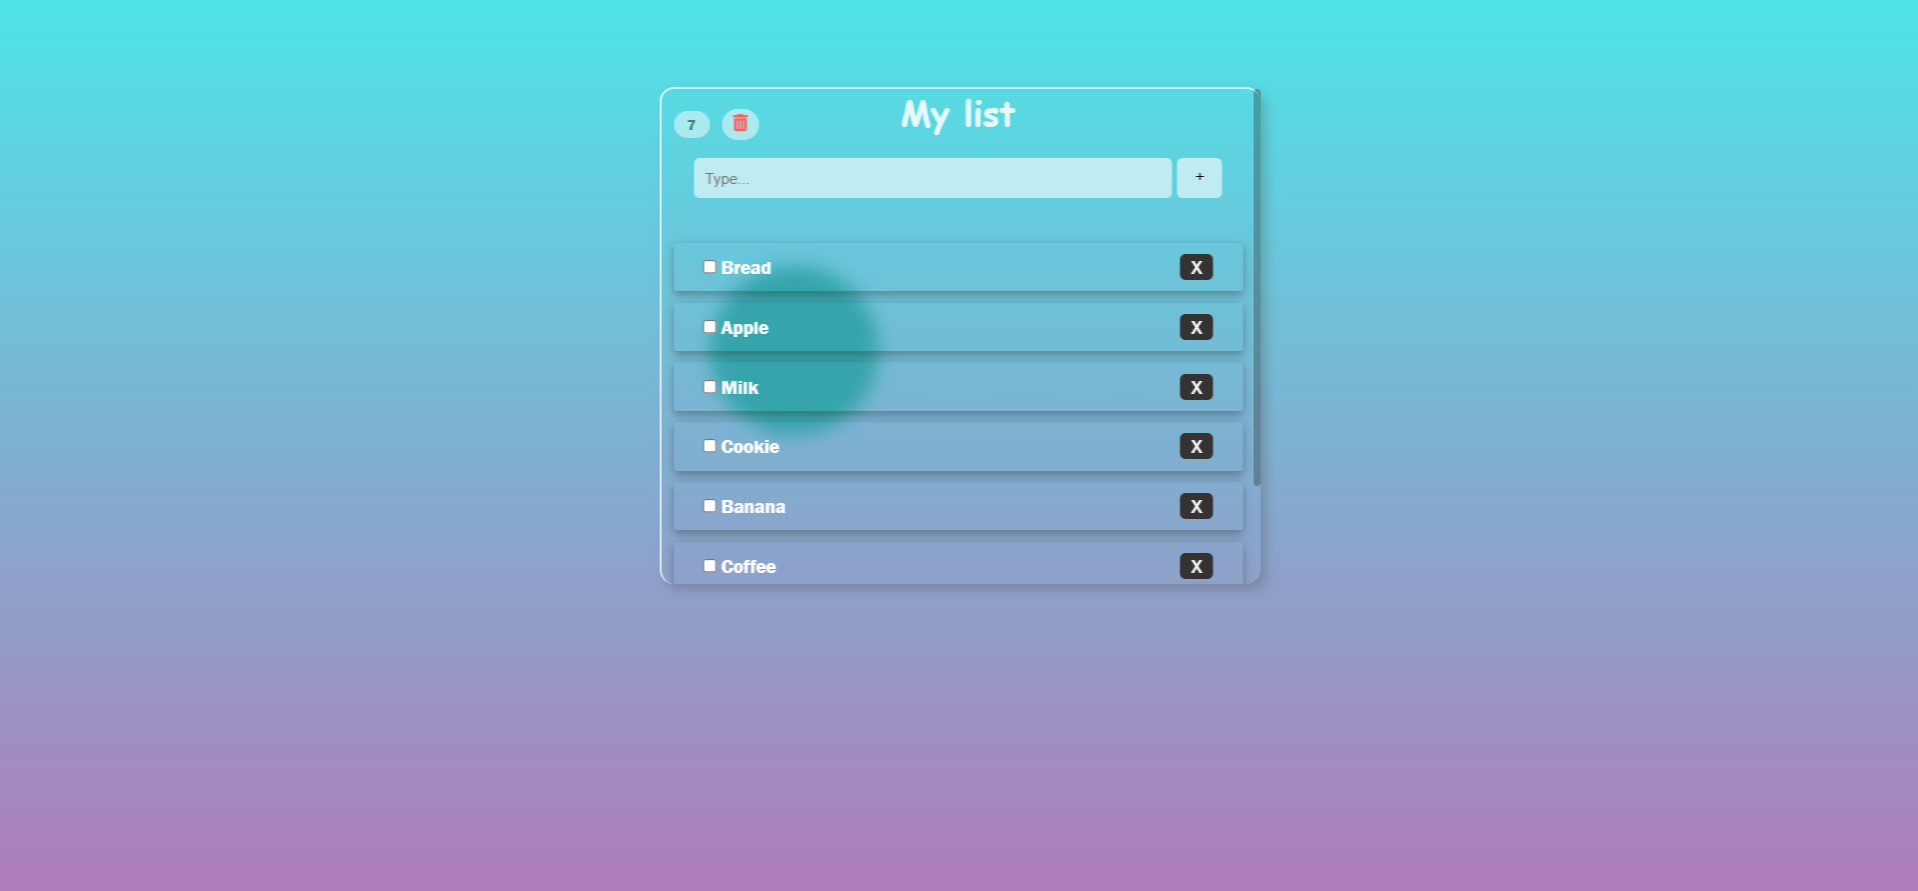 My list
7
Type...
+
Bread X
Apple X
Milk X
Cookie X
Banana X
Coffee X